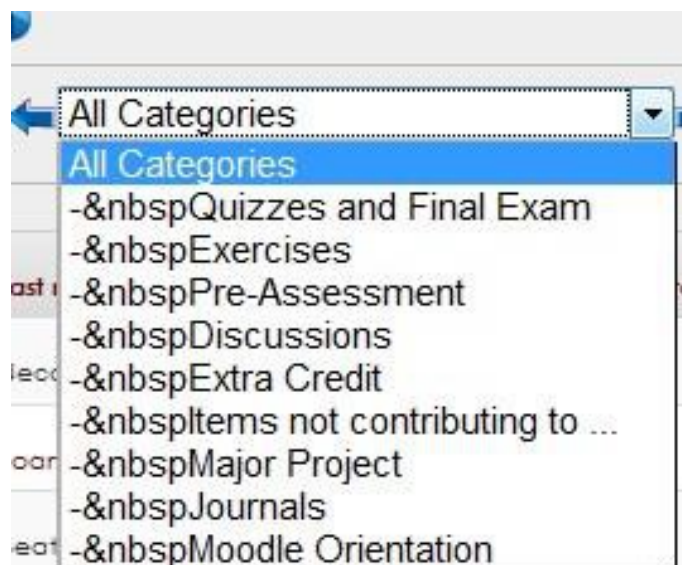 All Categories
All Categories
-&nbspQuizzes and Final Exam
-&nbspExercises
ast
-&nbspPre-Assessment
-&nbspDiscussions
-&nbspExtra Credit
-&nbspItems not contributing to ...
-&nbspMajor Project
-&nbspJournals
-&nbspMoodle Orientation